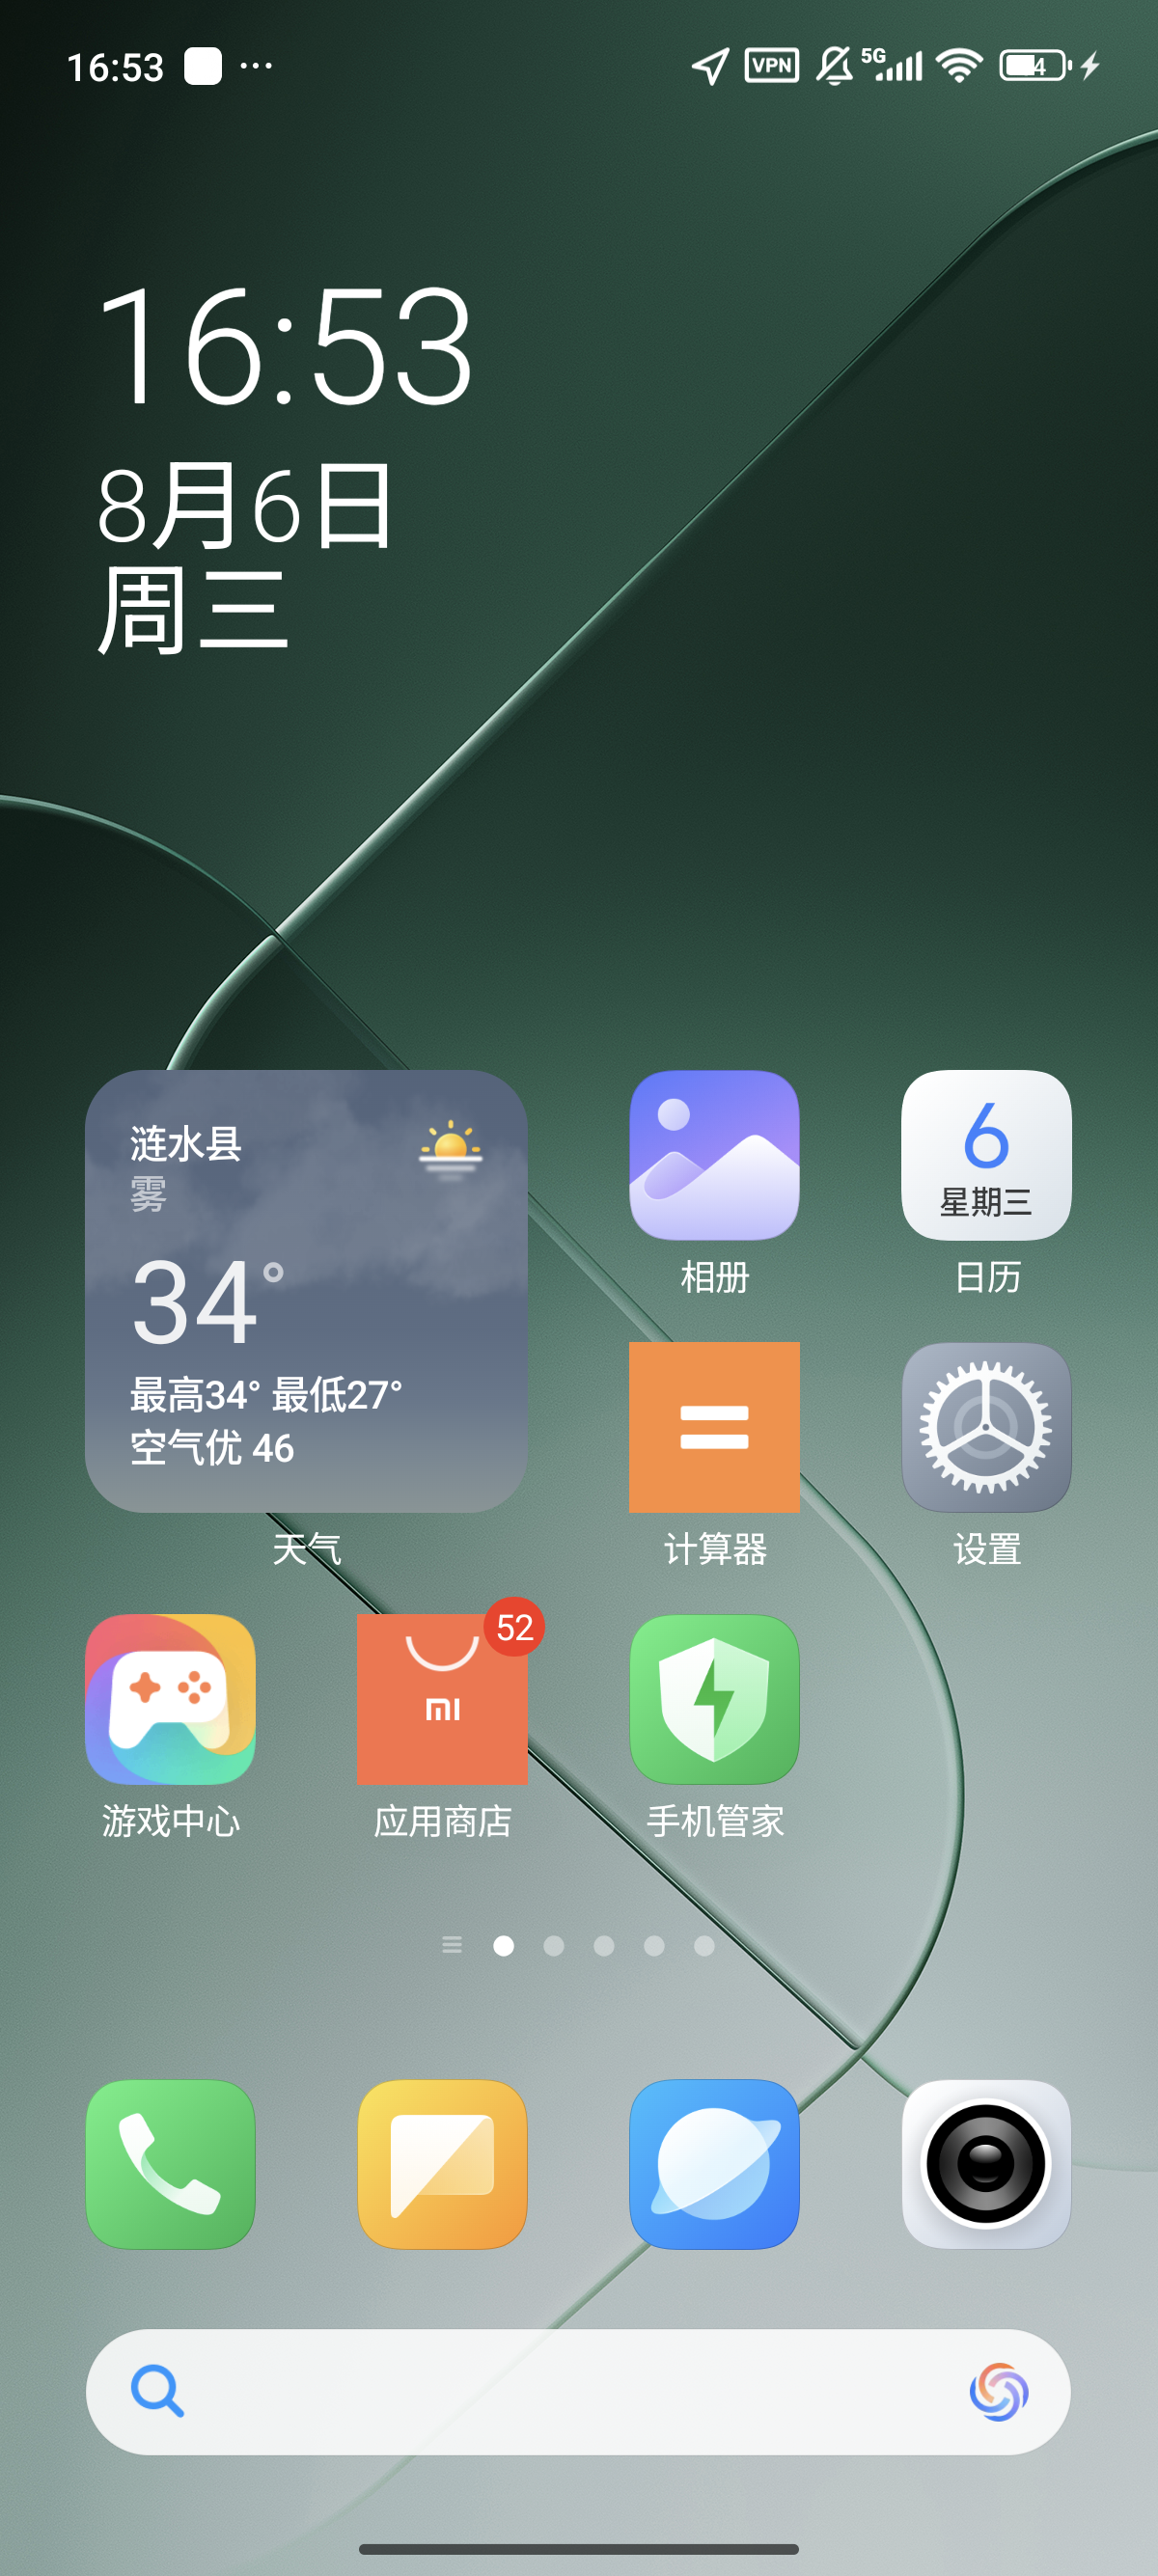 16:53
VPN
5G
16:53
8月6日
周三
涟水县
雾
34°
最高34° 最低27°
空气优 46
天气
相册
6
星期三
日历
计算器
设置
游戏中心
52
mi
应用商店
手机管家